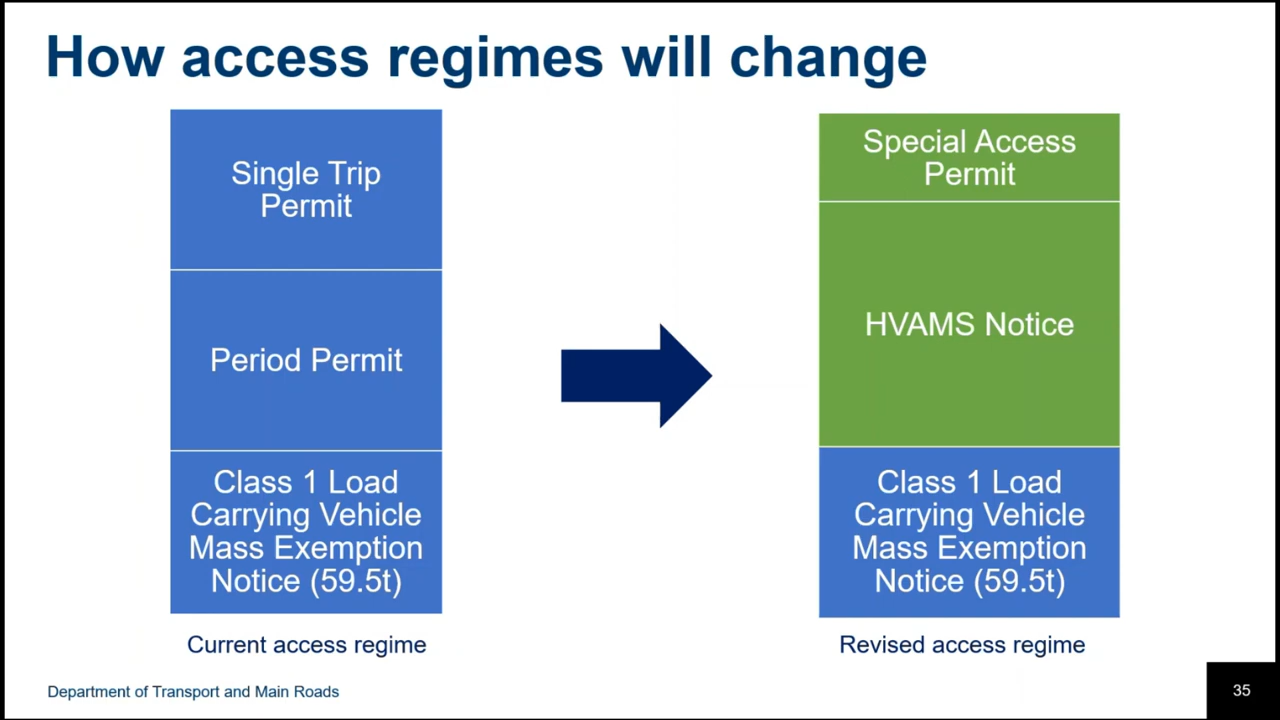 How access regimes will change
Single Trip
Permit
Period Permit
Class 1 Load
Carrying Vehicle
Mass Exemption
Notice (59.5t)
Current access regime
Special Access
Permit
HVAMS Notice
Class 1 Load
Carrying Vehicle
Mass Exemption
Notice (59.5t)
Revised access regime
Department of Transport and Main Roads
35